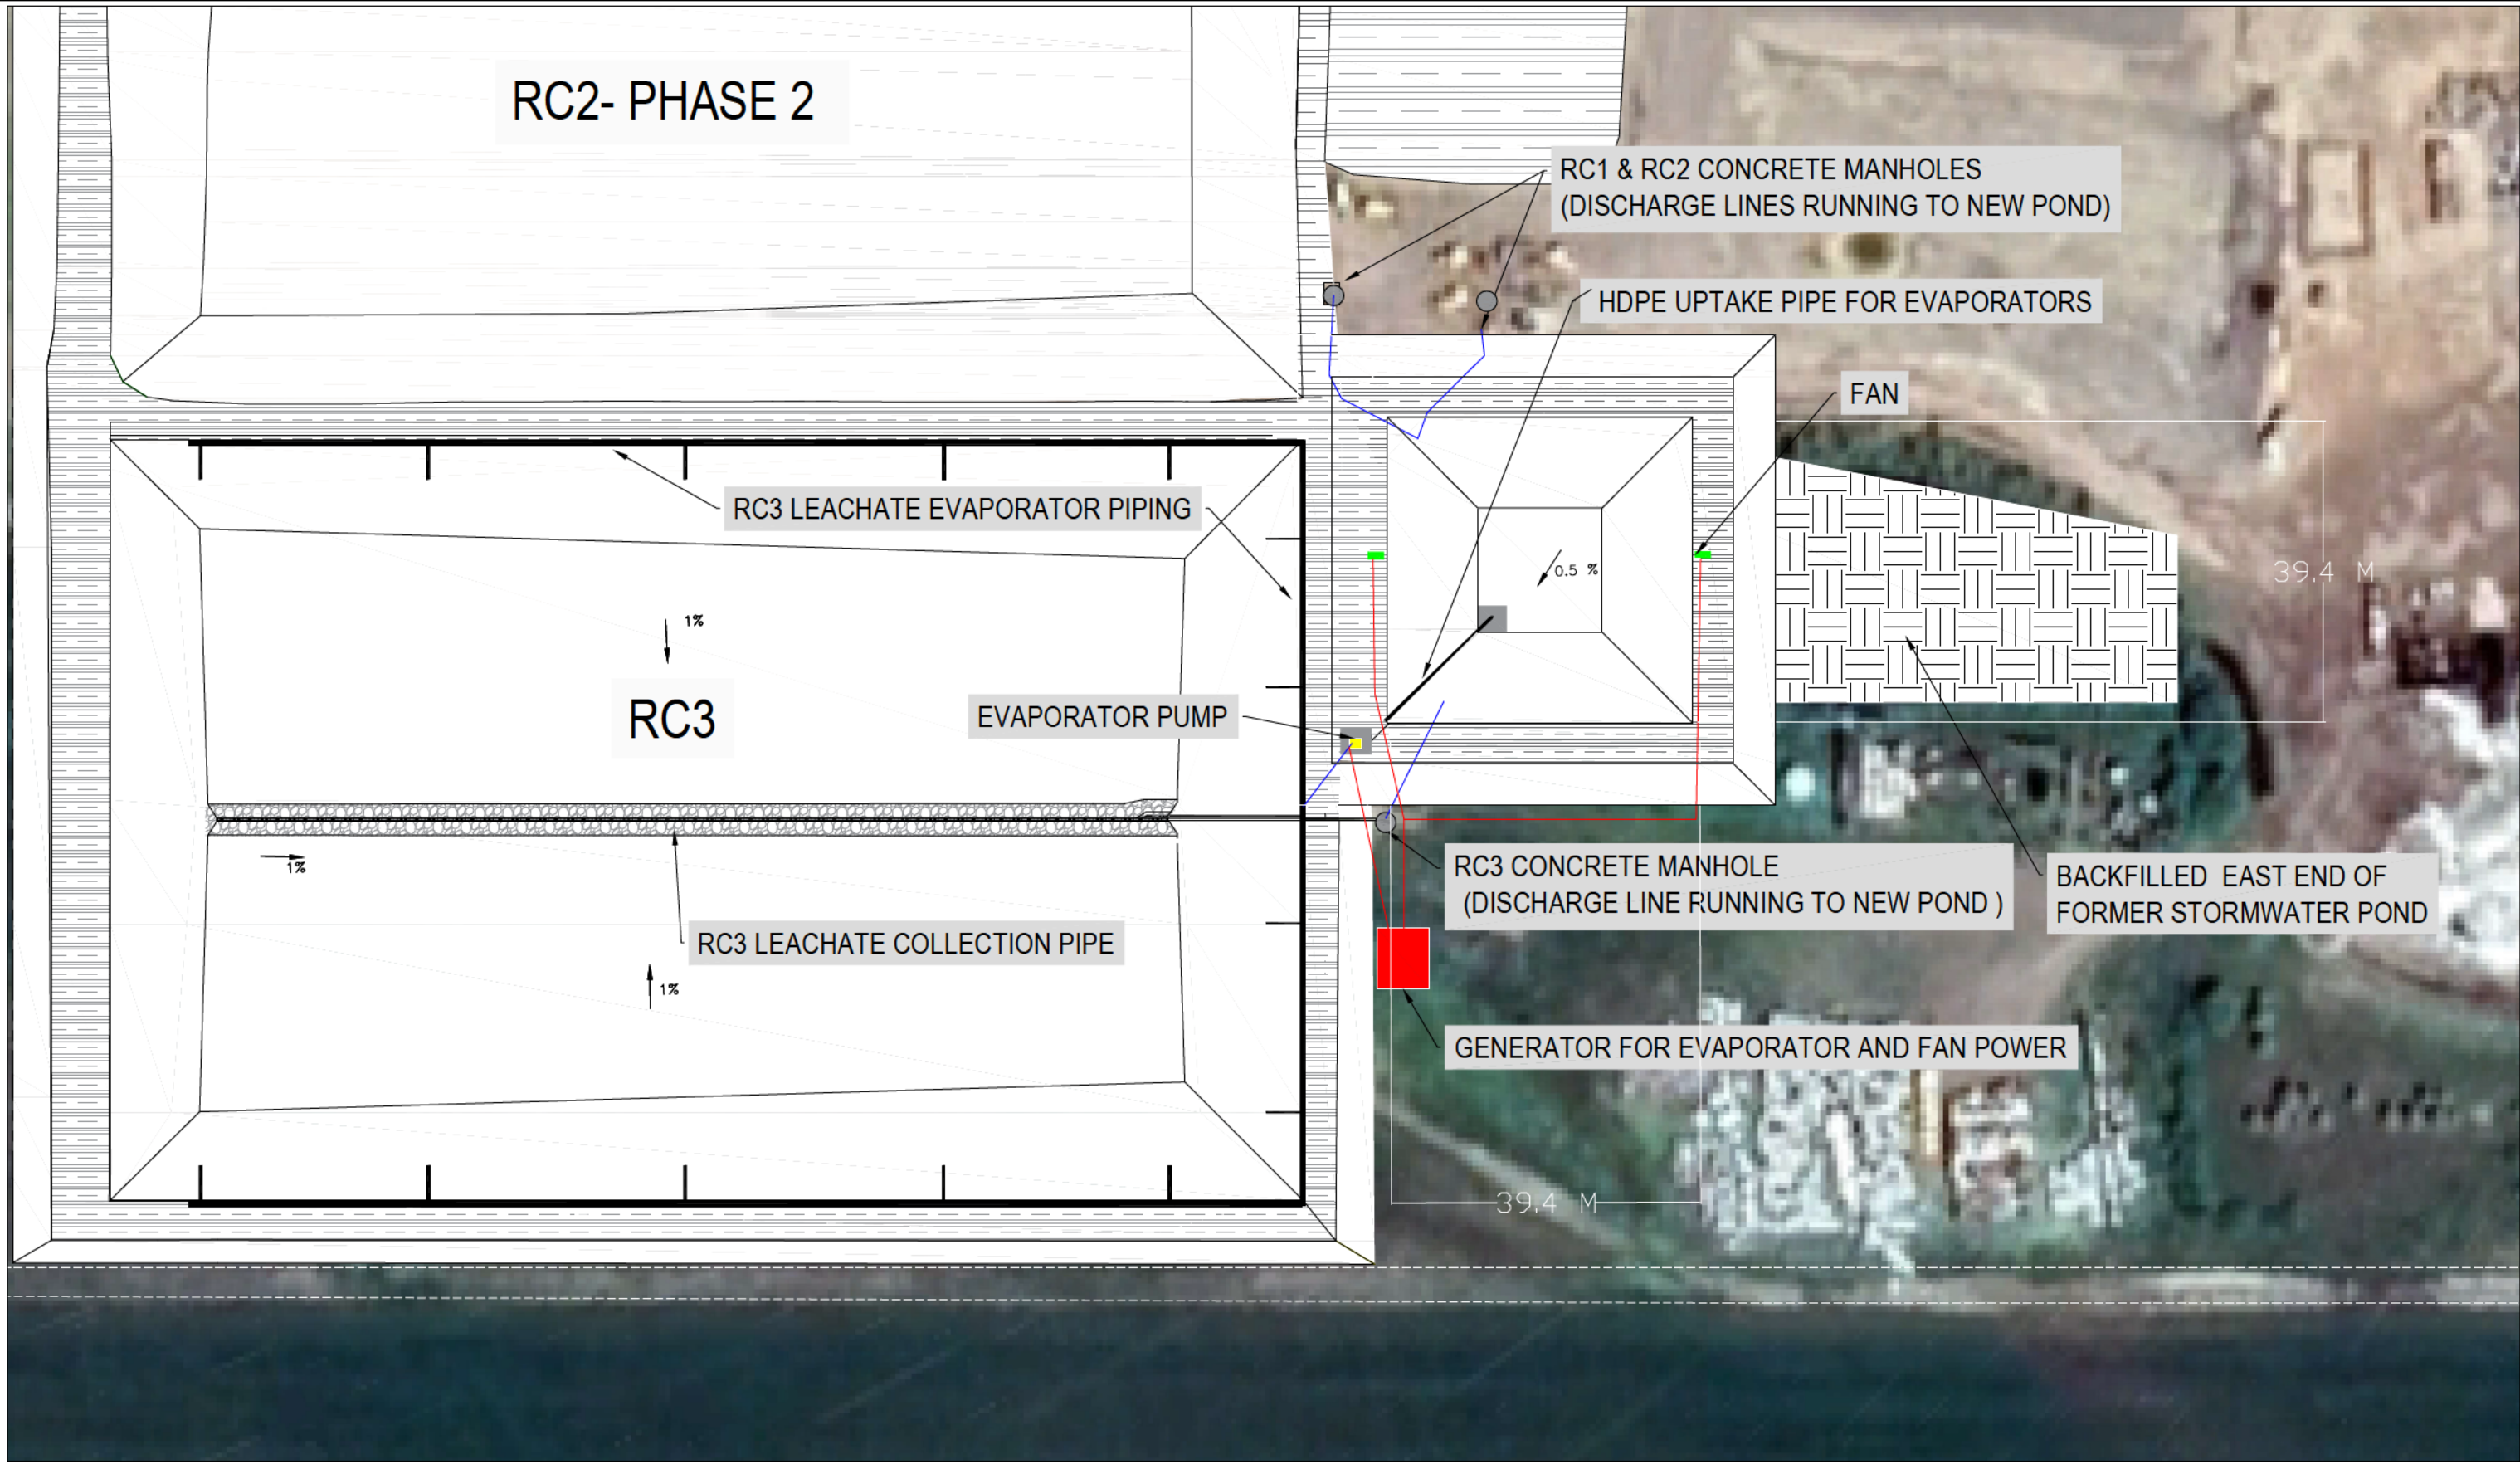 RC2- PHASE 2
RC1 & RC2 CONCRETE MANHOLES
(DISCHARGE LINES RUNNING TO NEW POND)
HDPE UPTAKE PIPE FOR EVAPORATORS
FAN
RC3 LEACHATE EVAPORATOR PIPING
0.5 %
39.4 M
1%
RC3
EVAPORATOR PUMP
1%
RC3 CONCRETE MANHOLE
(DISCHARGE LINE RUNNING TO NEW POND )
BACKFILLED EAST END OF
FORMER STORMWATER POND
RC3 LEACHATE COLLECTION PIPE
1%
GENERATOR FOR EVAPORATOR AND FAN POWER
39.4 M